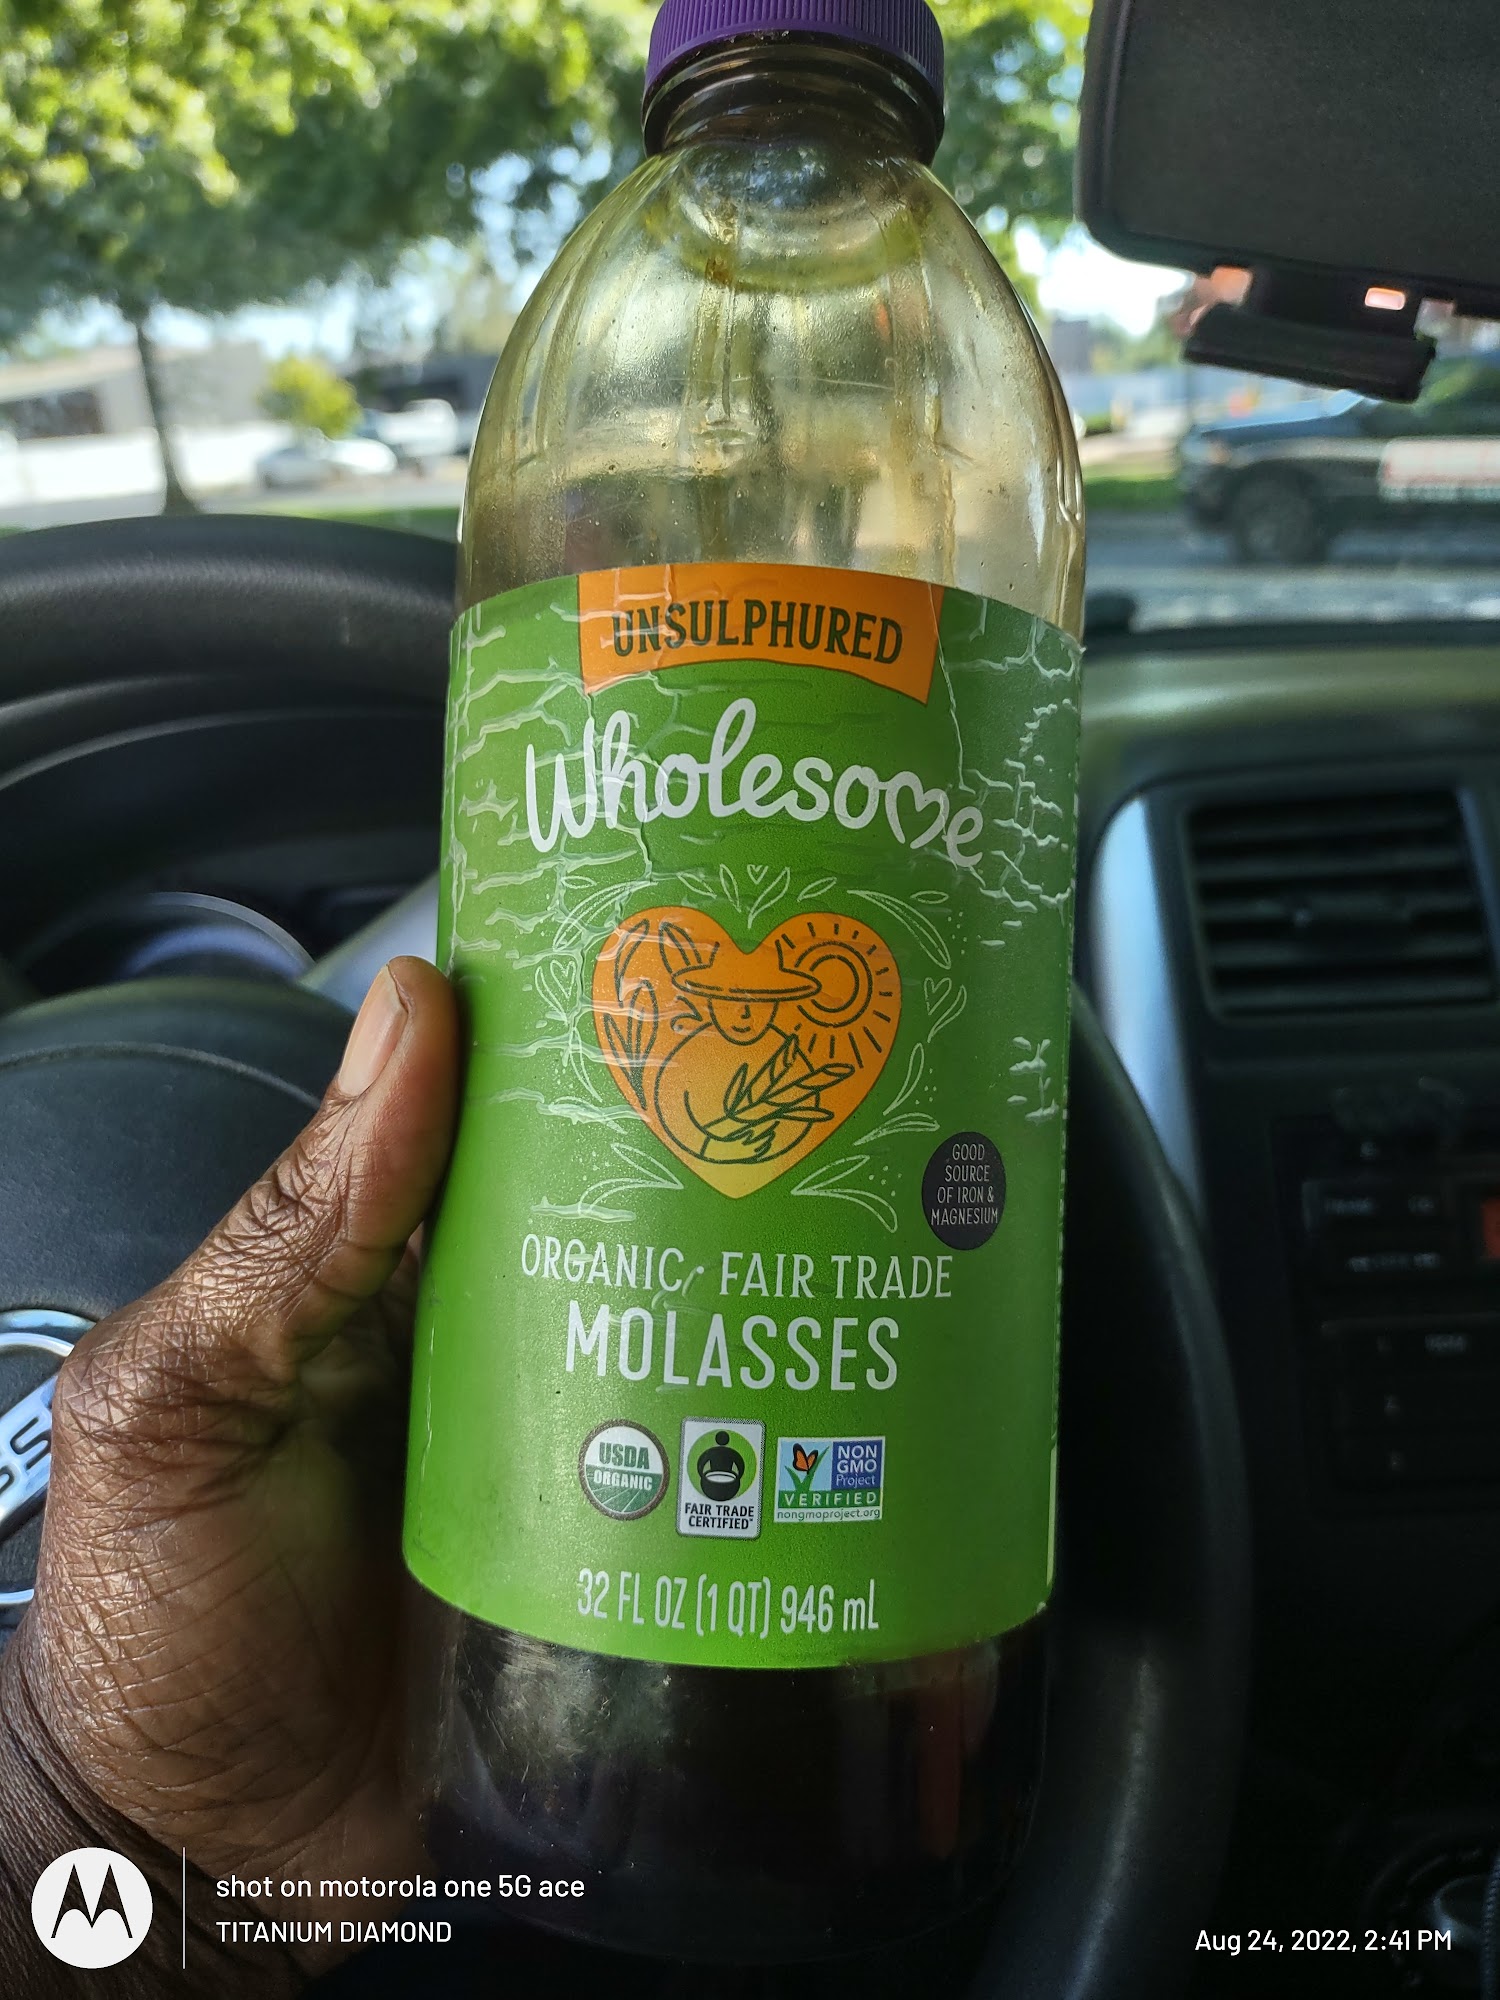 UNSULPHURED
Wholesome
GOOD
SOURCE
OF IRON &
MAGNESIUM
ORGANIC · FAIR TRADE
MOLASSES
USDA
ORGANIC
FAIR TRADE
CERTIFIED™
NON
GMO
Project
VERIFIED
nongmoproject.org
32 FL OZ (1 QT) 946 mL
shot on motorola one 5G ace
TITANIUM DIAMOND
Aug 24, 2022, 2:41 PM